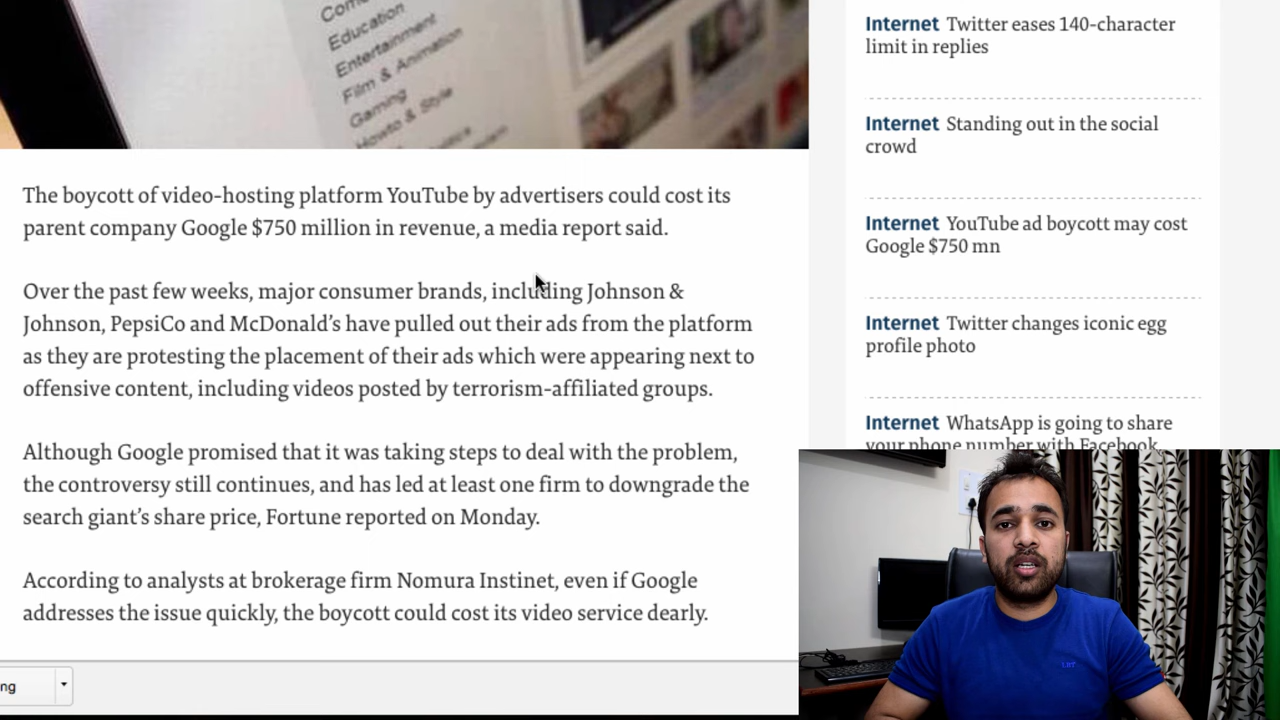 Education
Entertainment
Film & Animation
Gaming
Howto & Style
The boycott of video-hosting platform YouTube by advertisers could cost its
parent company Google $750 million in revenue, a media report said.
Over the past few weeks, major consumer brands, including Johnson &
Johnson, PepsiCo and McDonald’s have pulled out their ads from the platform
as they are protesting the placement of their ads which were appearing next to
offensive content, including videos posted by terrorism-affiliated groups.
Although Google promised that it was taking steps to deal with the problem,
the controversy still continues, and has led at least one firm to downgrade the
search giant’s share price, Fortune reported on Monday.
According to analysts at brokerage firm Nomura Instinet, even if Google
addresses the issue quickly, the boycott could cost its video service dearly.
ng
Internet Twitter eases 140-character
limit in replies
Internet Standing out in the social
crowd
Internet YouTube ad boycott may cost
Google $750 mn
Internet Twitter changes iconic egg
profile photo
Internet WhatsApp is going to share
your phone number with Facebook